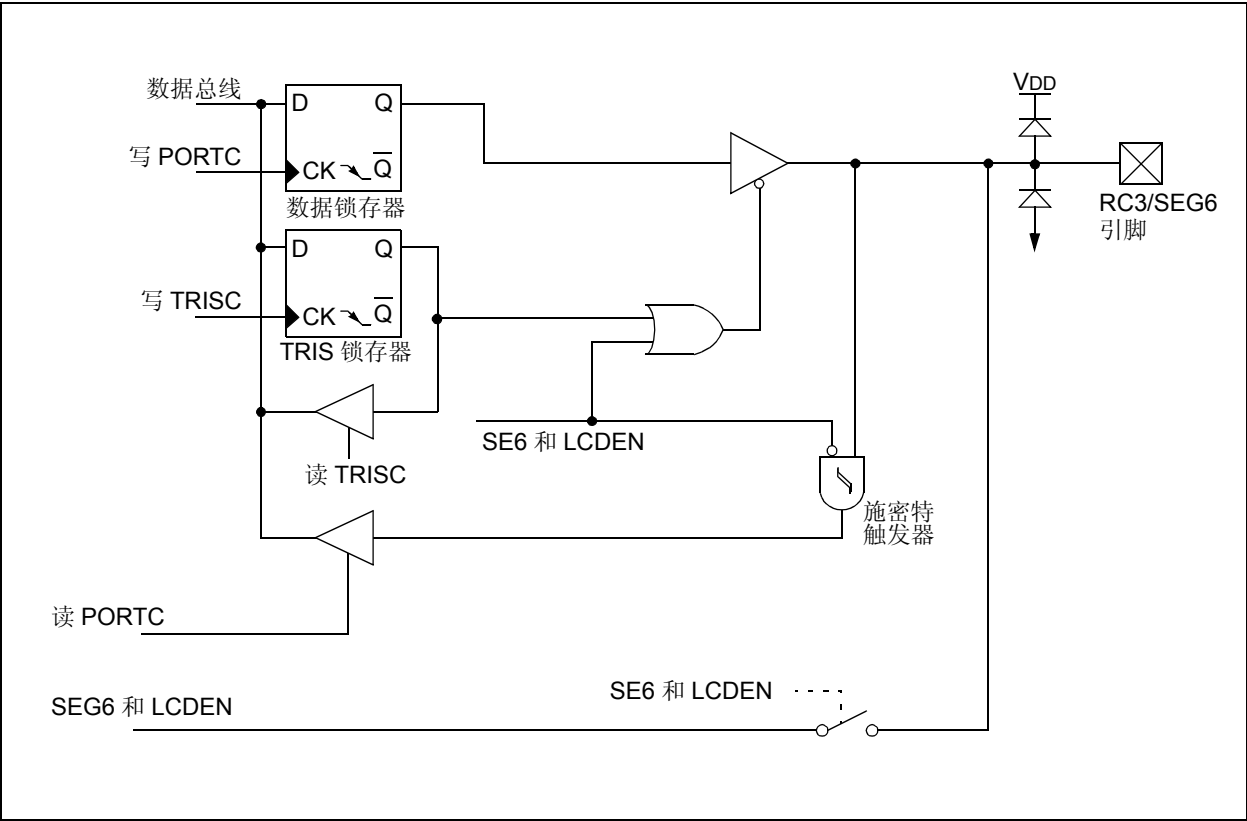 数据总线
D
Q
写 PORTC
CK
Q
数据锁存器
D
Q
写 TRISC
CK
Q
TRIS 锁存器
读 TRISC
SE6 和 LCDEN
施密特
触发器
VDD
RC3/SEG6
引脚
读 PORTC
SEG6 和 LCDEN
SE6 和 LCDEN